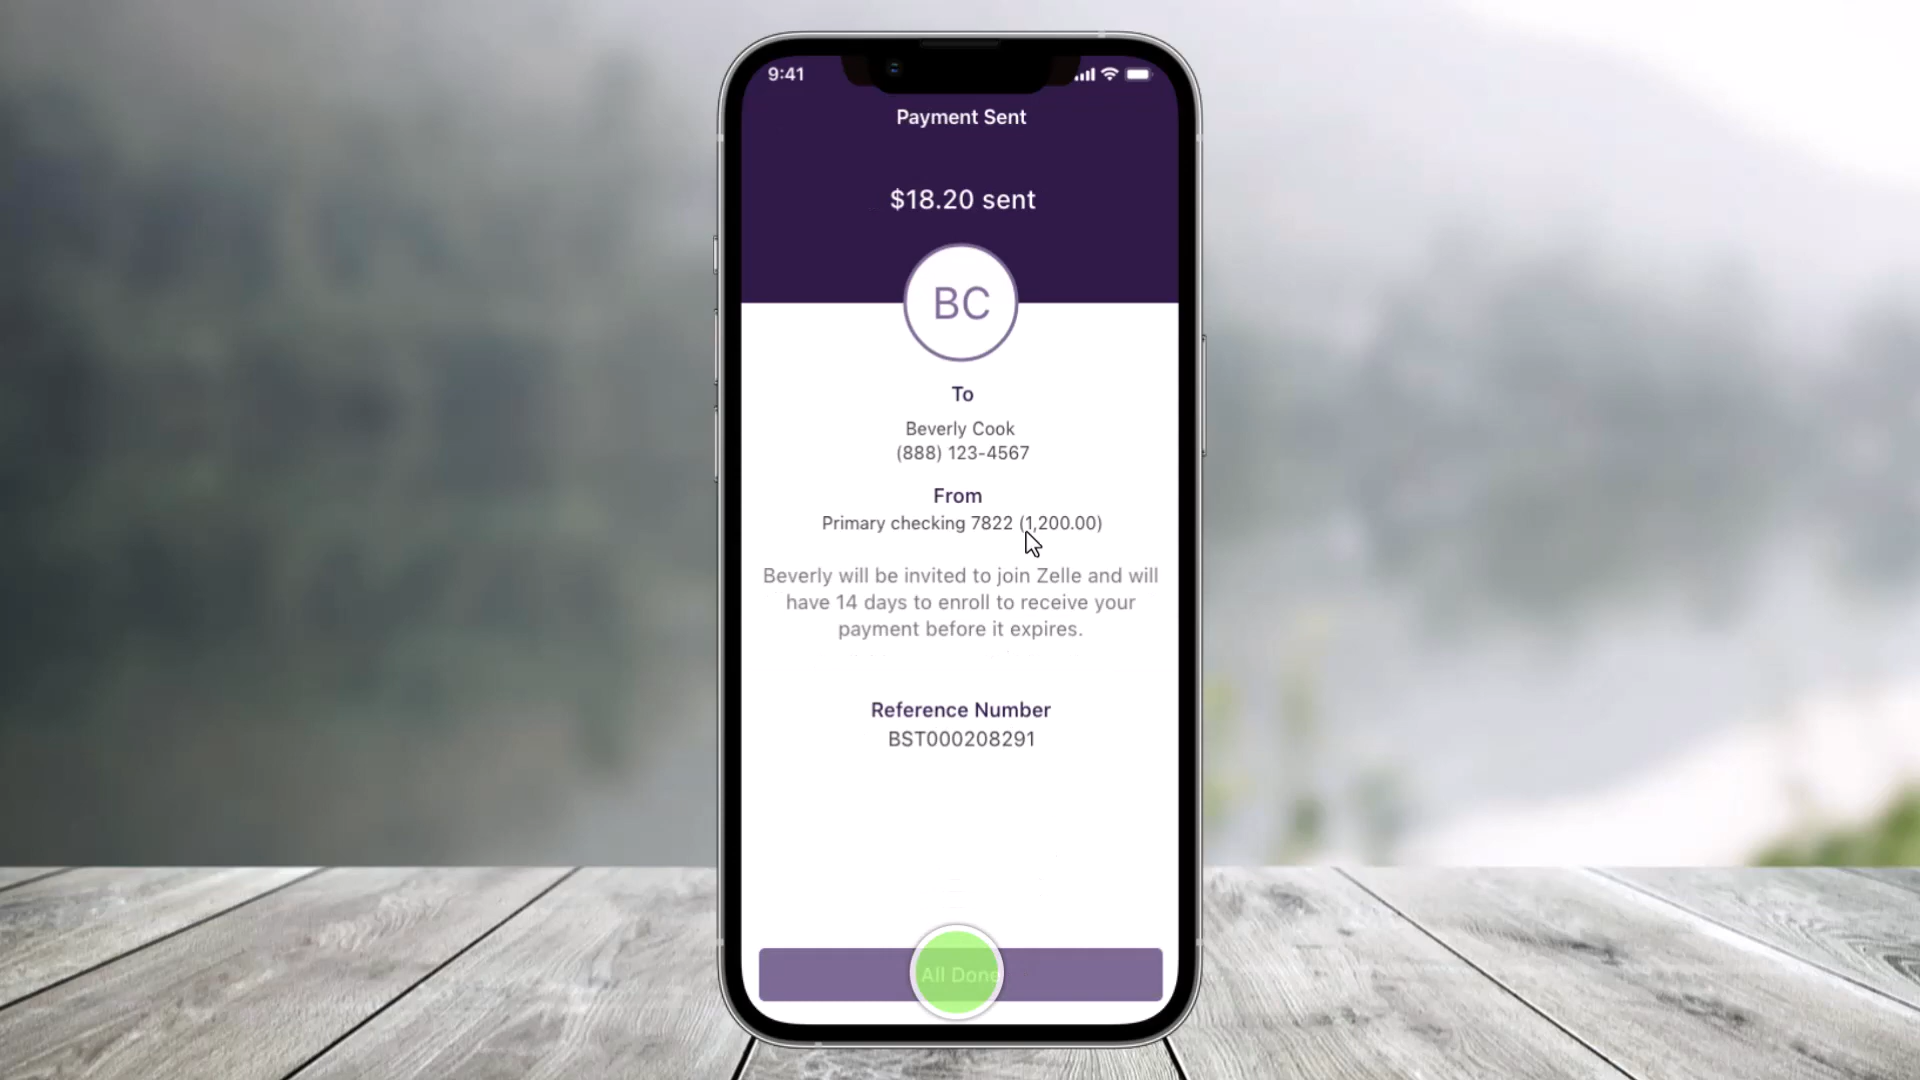 9:41
Payment Sent
$18.20 sent
BC
To
Beverly Cook
(888) 123-4567
From
Primary checking 7822 (1,200.00)
Beverly will be invited to join Zelle and will
have 14 days to enroll to receive your
payment before it expires.
Reference Number
BST000208291
All Done